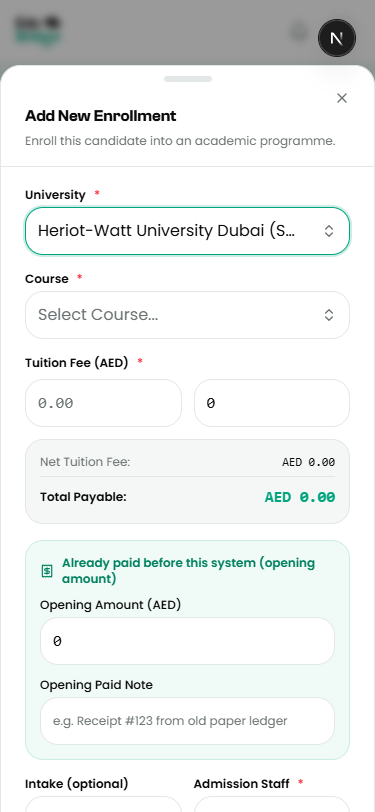 N
Add New Enrollment
Enroll this candidate into an academic programme.
University *
Heriot-Watt University Dubai (S...
Course *
Select Course...
Tuition Fee (AED) *
0.00 0
Net Tuition Fee: AED 0.00
Total Payable: AED 0.00
Already paid before this system (opening
amount)
Opening Amount (AED)
0
Opening Paid Note
e.g. Receipt #123 from old paper ledger
Intake (optional) Admission Staff *